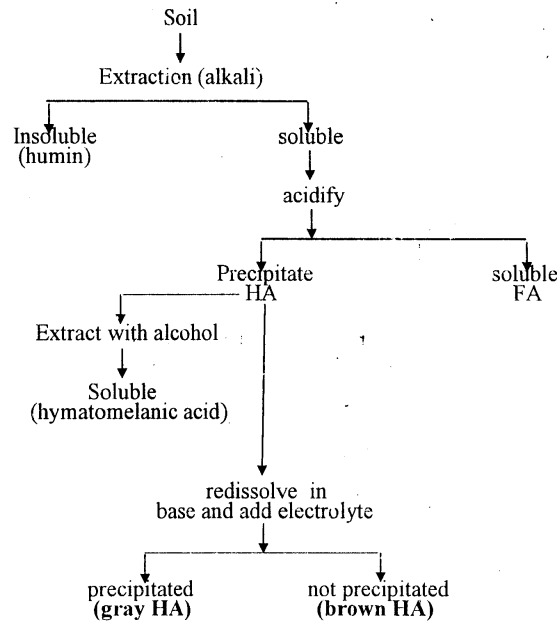 Soil
Extraction (alkali)
Insoluble
(humin)
soluble
acidify
Precipitate
HA
soluble
FA
Extract with alcohol
Soluble
(hymatomelanic acid)
redissolve in
base and add electrolyte
precipitated
(gray HA)
not precipitated
(brown HA)